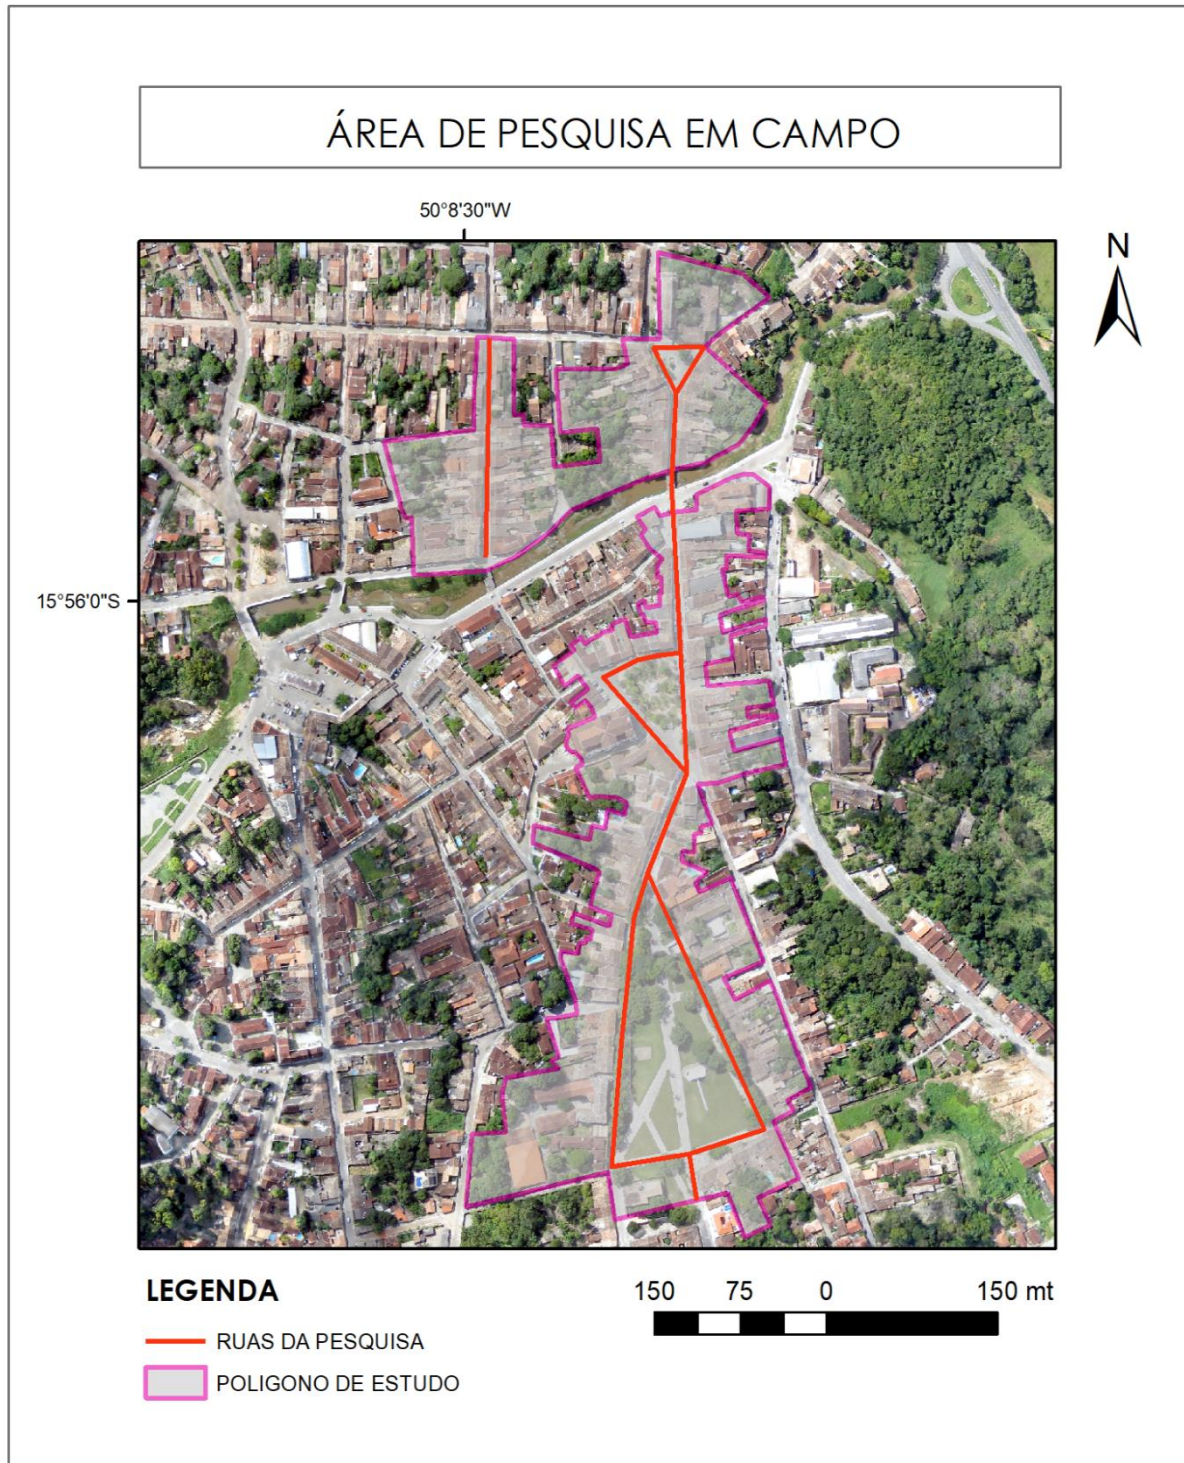 ÁREA DE PESQUISA EM CAMPO
50°8'30"W
N
15°56'0"S
LEGENDA
150 75 0 150 mt
RUAS DA PESQUISA
POLIGONO DE ESTUDO